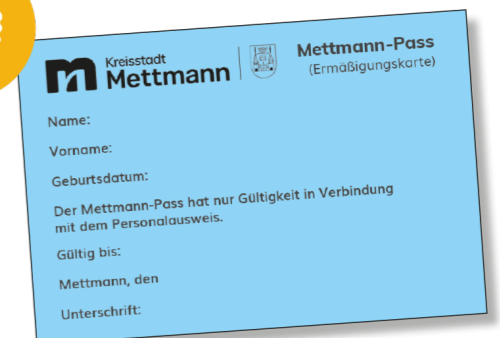 Kreisstadt
Mettmann
Mettmann-Pass
(Ermäßigungskarte)
Name:
Vorname:
Geburtsdatum:
Der Mettmann-Pass hat nur Gültigkeit in Verbindung
mit dem Personalausweis.
Gültig bis:
Mettmann, den
Unterschrift: